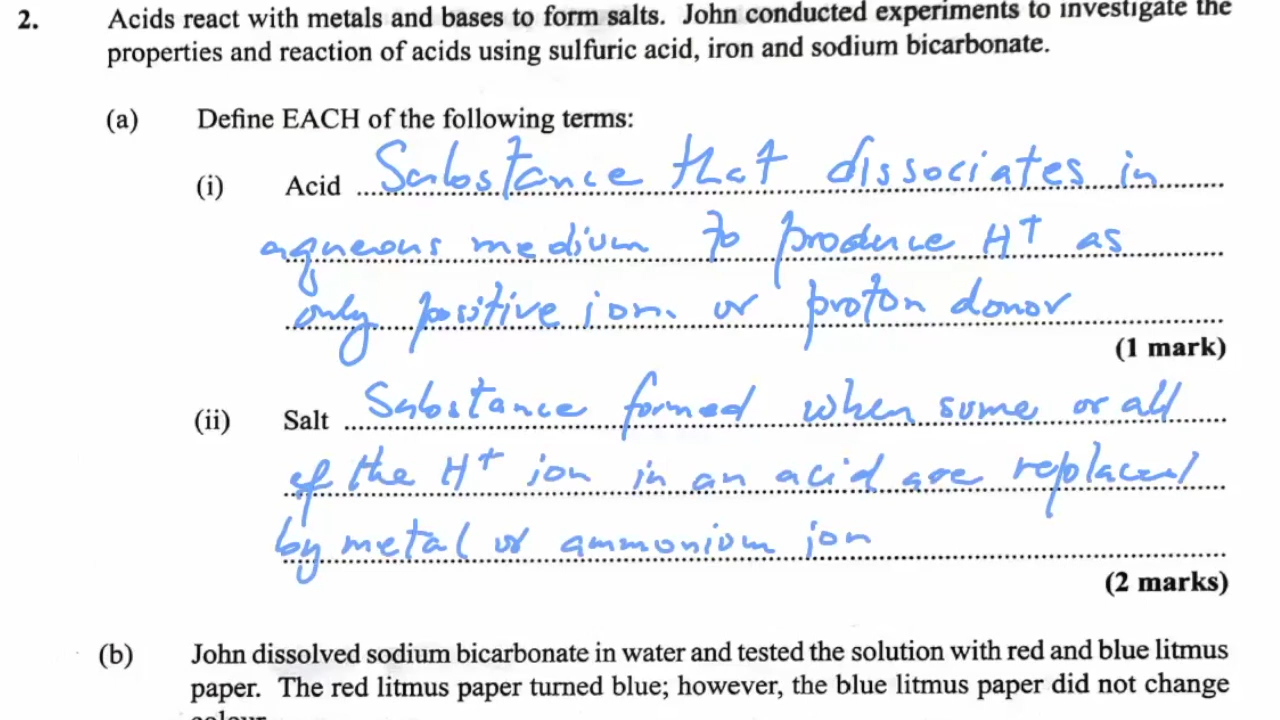 2. Acids react with metals and bases to form salts. John conducted experiments to investigate the
properties and reaction of acids using sulfuric acid, iron and sodium bicarbonate.
(a) Define EACH of the following terms:
(i) Acid Substance that dissociates in
aqueous medium to produce H+ as
only positive ion. or proton donor
(1 mark)
(ii) Salt Substance formed when some or all
of the H+ ion in an acid are replaced
by metal or ammonium ion
(2 marks)
(b) John dissolved sodium bicarbonate in water and tested the solution with red and blue litmus
paper. The red litmus paper turned blue; however, the blue litmus paper did not change
colour